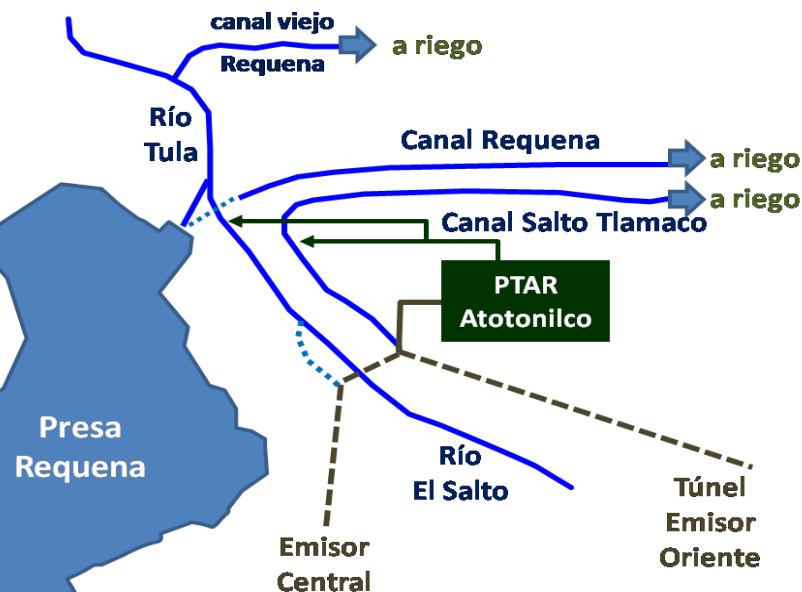 canal viejo
Requena
a riego
Río
Tula
Canal Requena
a riego
a riego
Canal Salto Tlamaco
PTAR
Atotonilco
Presa
Requena
Río
El Salto
Túnel
Emisor
Oriente
Emisor
Central